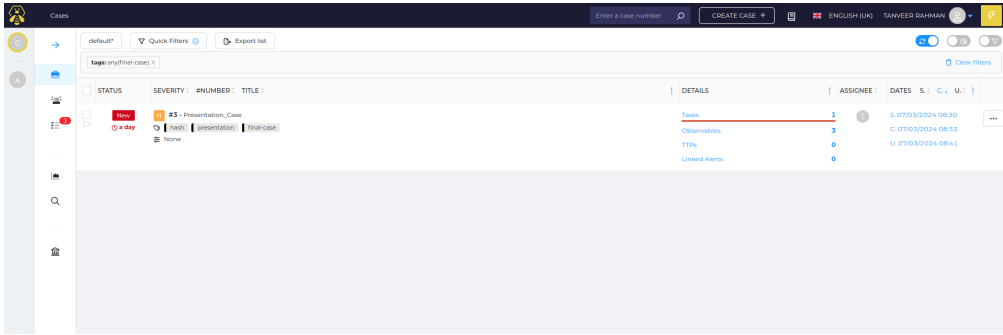 Cases
Enter a case number
CREATE CASE +
ENGLISH (UK)
TANVEER RAHMAN
C
A
3
default*
Quick Filters
Export list
tags:any(final-case) ×
Clear filters
STATUS
SEVERITY
#NUMBER
TITLE
DETAILS
ASSIGNEE
DATES
S.
C.
U.
New
H
#3 - Presentation_Case
a day
hash
presentation
final-case
None
Tasks 1
Observables 3
TTPs 0
Linked Alerts 0
T
S. 07/03/2024 08:30
C. 07/03/2024 08:33
U. 07/03/2024 08:41